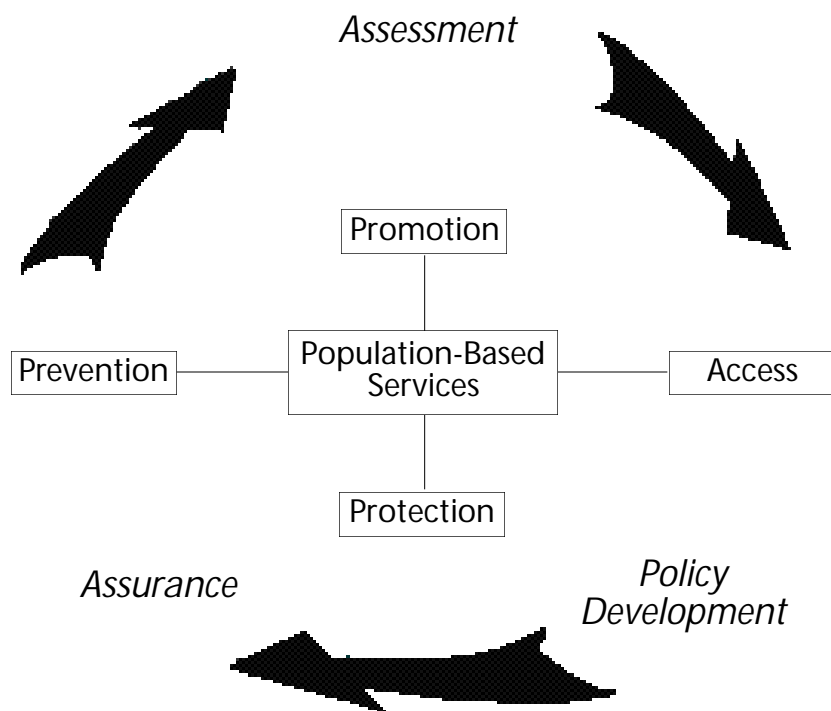 Assessment
Promotion
Prevention
Population-Based
Services
Access
Protection
Assurance
Policy
Development